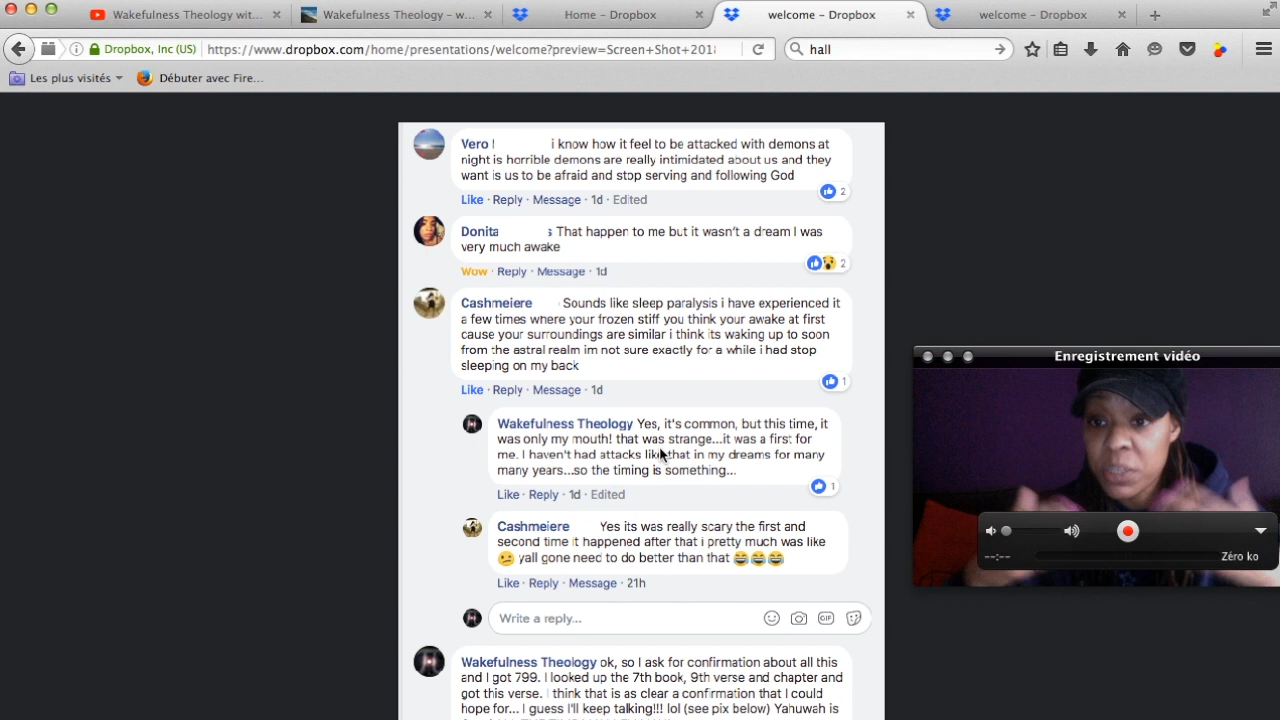 Wakefulness Theology wit... Wakefulness Theology – w... Home – Dropbox welcome – Dropbox welcome – Dropbox
Dropbox, Inc (US) https://www.dropbox.com/home/presentations/welcome?preview=Screen+Shot+201 hall
Les plus visités Débuter avec Fire...
Vero i know how it feel to be attacked with demons at
night is horrible demons are really intimidated about us and they
want is us to be afraid and stop serving and following God
2
Like · Reply · Message · 1d · Edited
Donita s That happen to me but it wasn't a dream I was
very much awake
2
Wow · Reply · Message · 1d
Cashmeiere Sounds like sleep paralysis i have experienced it
a few times where your frozen stiff you think your awake at first
cause your surroundings are similar i think its waking up to soon
from the astral realm im not sure exactly for a while i had stop
sleeping on my back
1
Like · Reply · Message · 1d
Wakefulness Theology Yes, it's common, but this time, it
was only my mouth! that was strange...it was a first for
me. I haven't had attacks like that in my dreams for many
many years...so the timing is something...
1
Like · Reply · 1d · Edited
Cashmeiere Yes its was really scary the first and
second time it happened after that i pretty much was like
🤨 yall gone need to do better than that 😂😂😂
Like · Reply · Message · 21h
Write a reply...
GIF
Wakefulness Theology ok, so I ask for confirmation about all this
and I got 799. I looked up the 7th book, 9th verse and chapter and
got this verse. I think that is as clear a confirmation that I could
hope for... I guess I'll keep talking!!! lol (see pix below) Yahuwah is
Enregistrement vidéo
--:--
Zéro ko